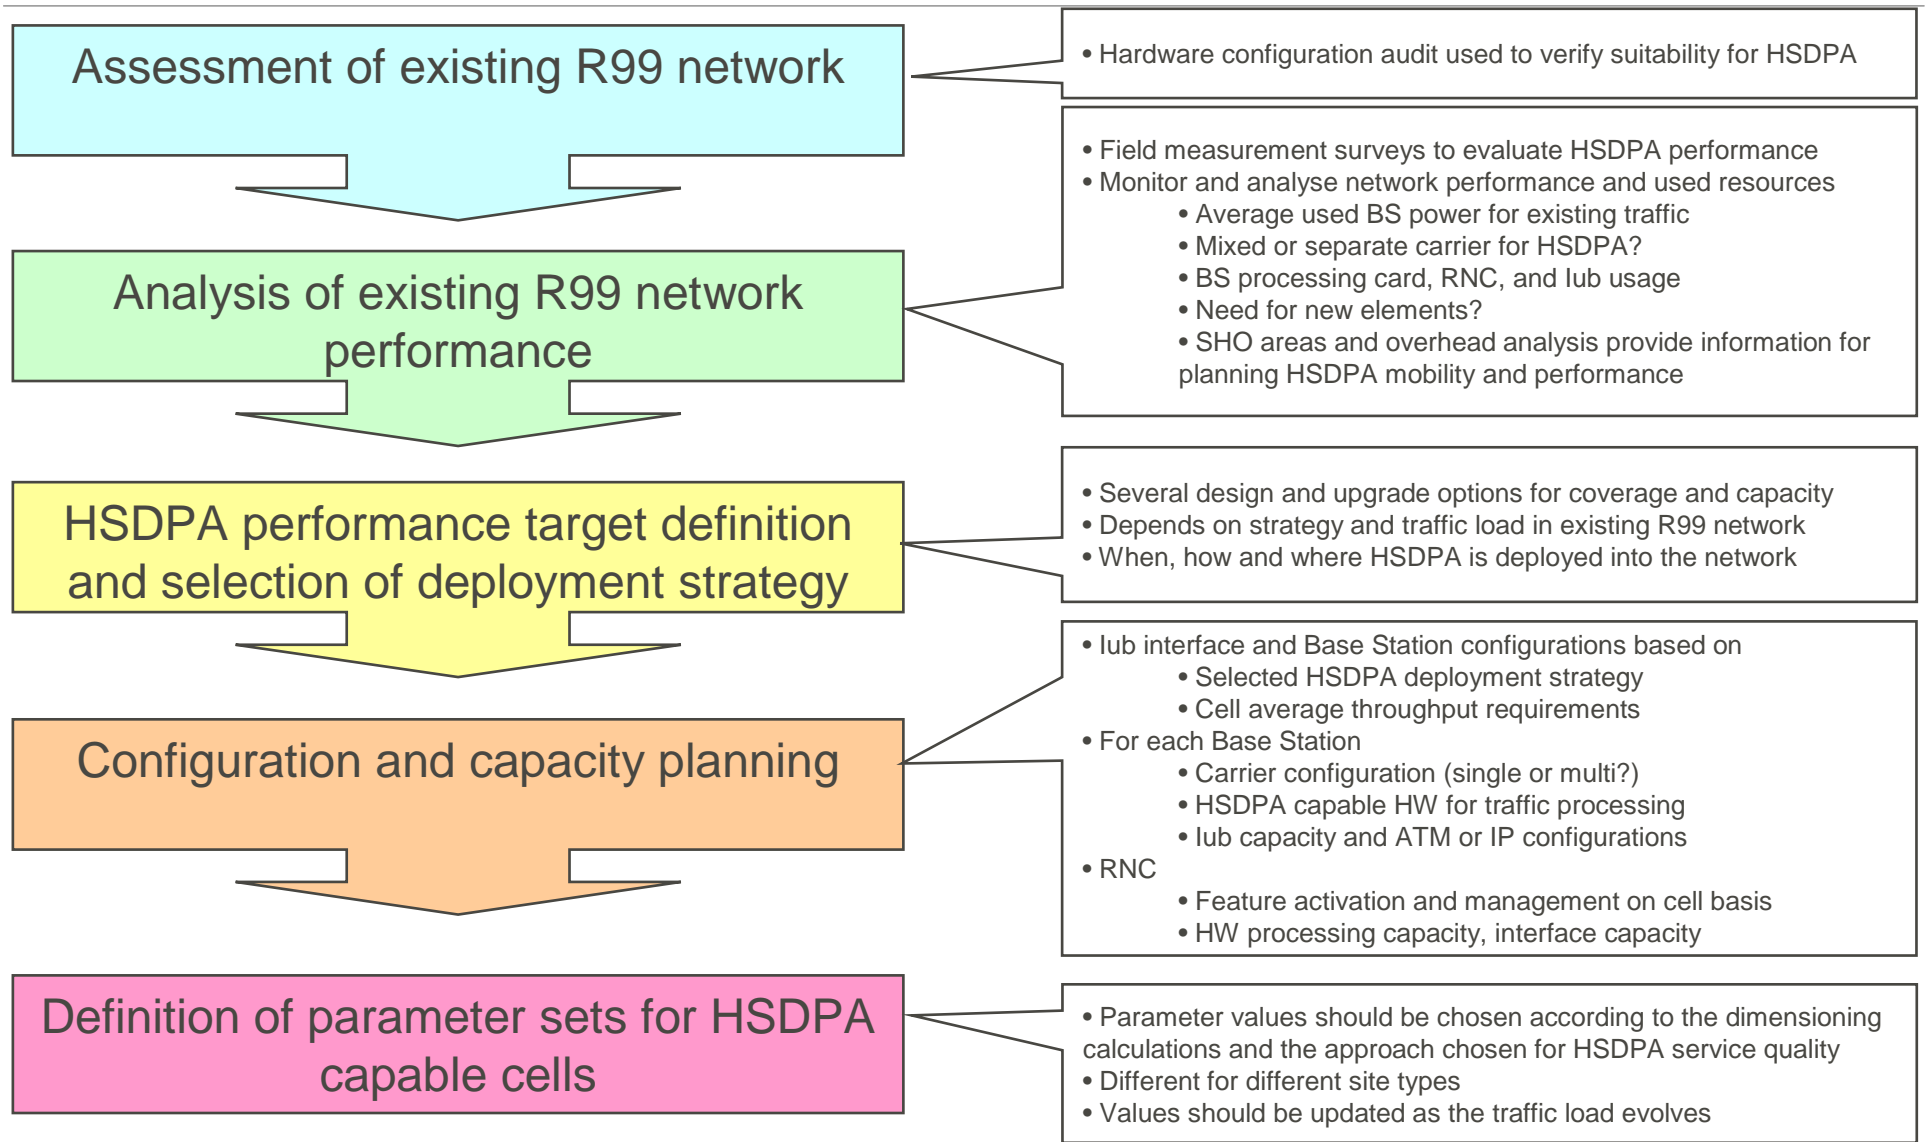 Assessment of existing R99 network
• Hardware configuration audit used to verify suitability for HSDPA
Analysis of existing R99 network
performance
• Field measurement surveys to evaluate HSDPA performance
• Monitor and analyse network performance and used resources
• Average used BS power for existing traffic
• Mixed or separate carrier for HSDPA?
• BS processing card, RNC, and Iub usage
• Need for new elements?
• SHO areas and overhead analysis provide information for
planning HSDPA mobility and performance
HSDPA performance target definition
and selection of deployment strategy
• Several design and upgrade options for coverage and capacity
• Depends on strategy and traffic load in existing R99 network
• When, how and where HSDPA is deployed into the network
Configuration and capacity planning
• Iub interface and Base Station configurations based on
• Selected HSDPA deployment strategy
• Cell average throughput requirements
• For each Base Station
• Carrier configuration (single or multi?)
• HSDPA capable HW for traffic processing
• Iub capacity and ATM or IP configurations
• RNC
• Feature activation and management on cell basis
• HW processing capacity, interface capacity
Definition of parameter sets for HSDPA
capable cells
• Parameter values should be chosen according to the dimensioning
calculations and the approach chosen for HSDPA service quality
• Different for different site types
• Values should be updated as the traffic load evolves